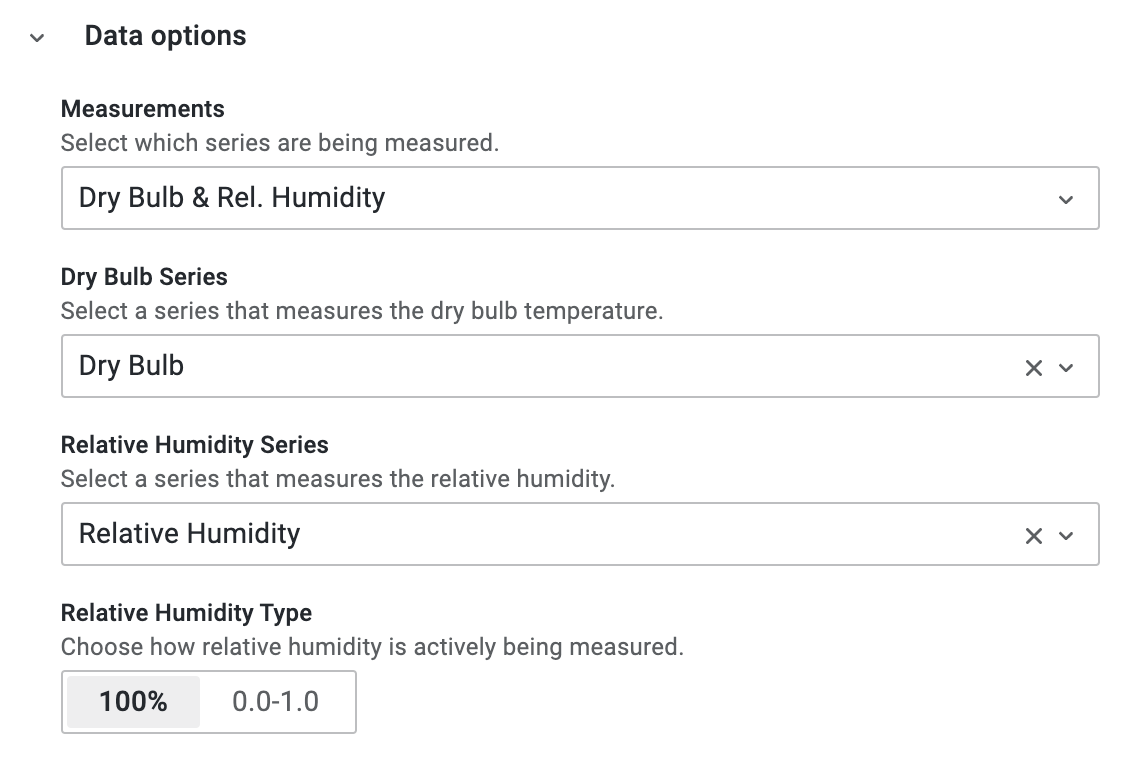 Data options
Measurements
Select which series are being measured.
Dry Bulb & Rel. Humidity
Dry Bulb Series
Select a series that measures the dry bulb temperature.
Dry Bulb
Relative Humidity Series
Select a series that measures the relative humidity.
Relative Humidity
Relative Humidity Type
Choose how relative humidity is actively being measured.
100% 0.0-1.0